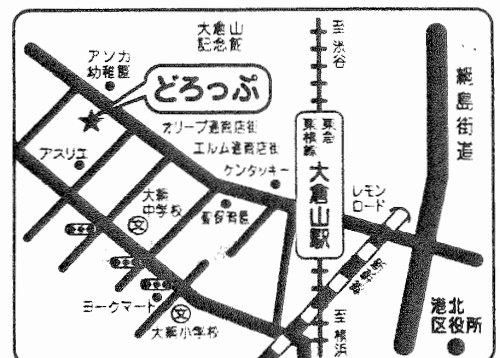 大倉山
記念館
至渋谷
アソカ
幼稚園
どろっぷ
綱島街道
オリーブ通商店街
エルム通商店街
ケンタッキー
東急
東横線
大倉山駅
レモン
ロード
アスリエ
大綱
中学校
新幹線
ヨークマート
大綱小学校
至横浜
港北
区役所